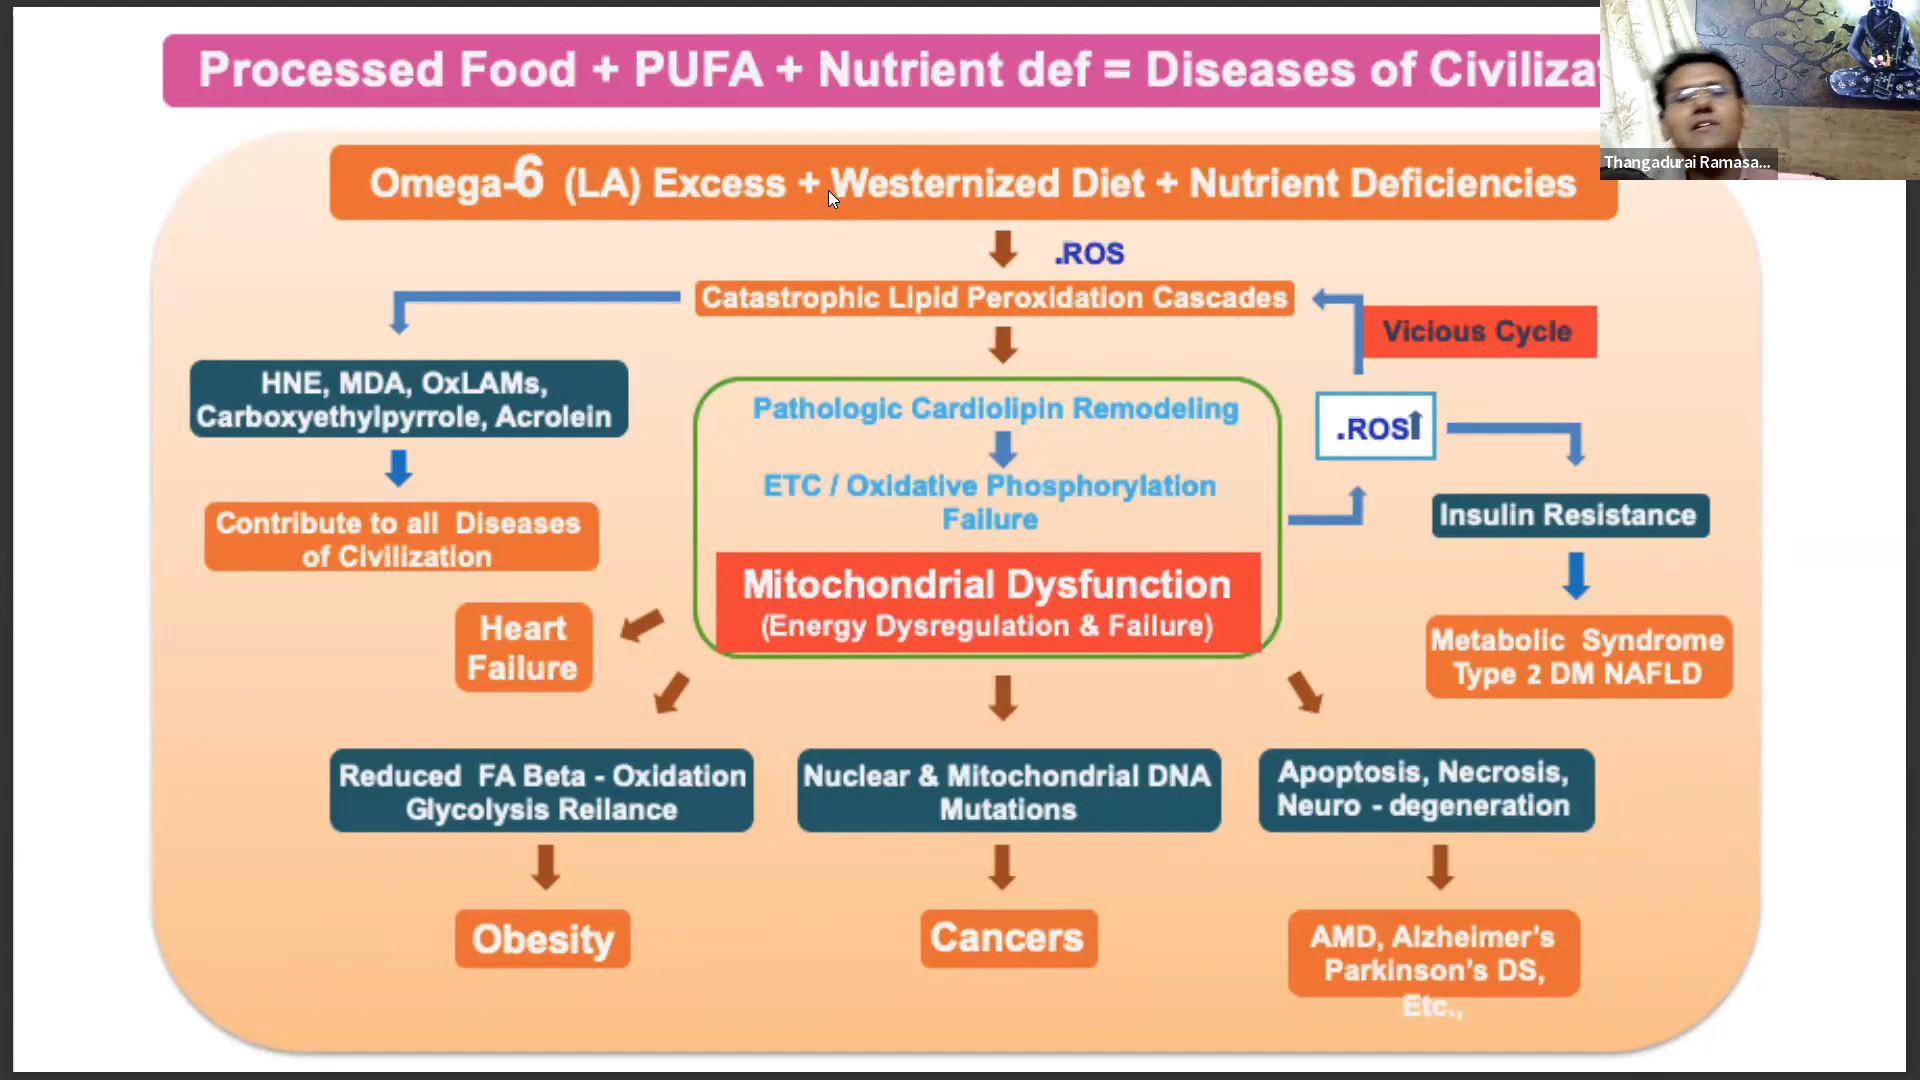 Processed Food + PUFA + Nutrient def = Diseases of Civiliza
Thangadurai Ramasa...
Omega-6 (LA) Excess + Westernized Diet + Nutrient Deficiencies
.ROS
Catastrophic Lipid Peroxidation Cascades
Vicious Cycle
HNE, MDA, OxLAMs,
Carboxyethylpyrrole, Acrolein
Pathologic Cardiolipin Remodeling
.ROS
ETC / Oxidative Phosphorylation
Failure
Insulin Resistance
Contribute to all Diseases
of Civilization
Mitochondrial Dysfunction
(Energy Dysregulation & Failure)
Heart
Failure
Metabolic Syndrome
Type 2 DM NAFLD
Reduced FA Beta - Oxidation
Glycolysis Reilance
Nuclear & Mitochondrial DNA
Mutations
Apoptosis, Necrosis,
Neuro - degeneration
Obesity
Cancers
AMD, Alzheimer's
Parkinson's DS,
Etc.,